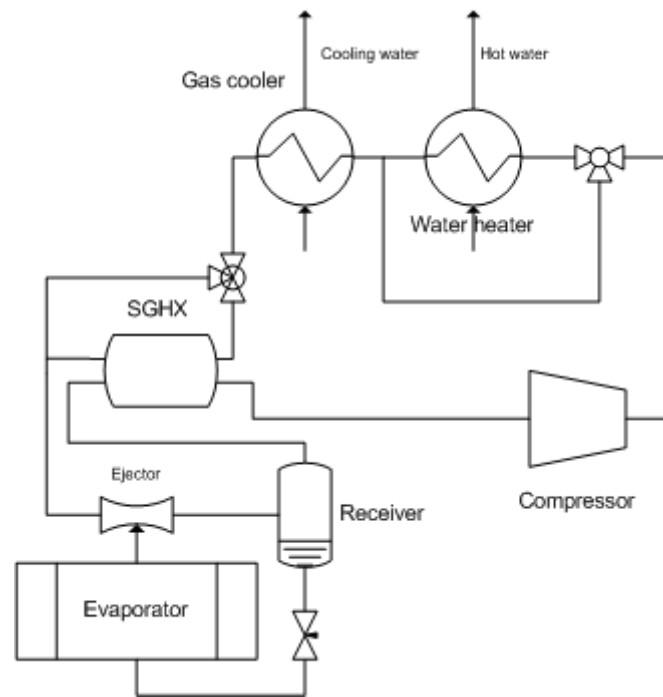 Cooling water
Hot water
Gas cooler
Water heater
SGHX
Ejector
Receiver
Compressor
Evaporator